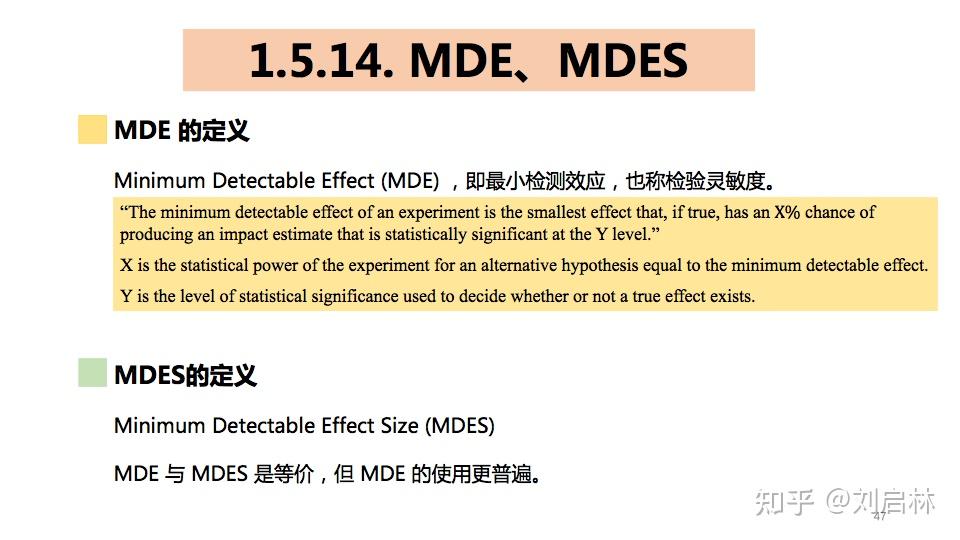 1.5.14. MDE、MDES
MDE 的定义
Minimum Detectable Effect (MDE) ，即最小检测效应，也称检验灵敏度。
“The minimum detectable effect of an experiment is the smallest effect that, if true, has an X% chance of
producing an impact estimate that is statistically significant at the Y level.”
X is the statistical power of the experiment for an alternative hypothesis equal to the minimum detectable effect.
Y is the level of statistical significance used to decide whether or not a true effect exists.
MDES的定义
Minimum Detectable Effect Size (MDES)
MDE 与 MDES 是等价，但 MDE 的使用更普遍。
知乎 @刘启林
47